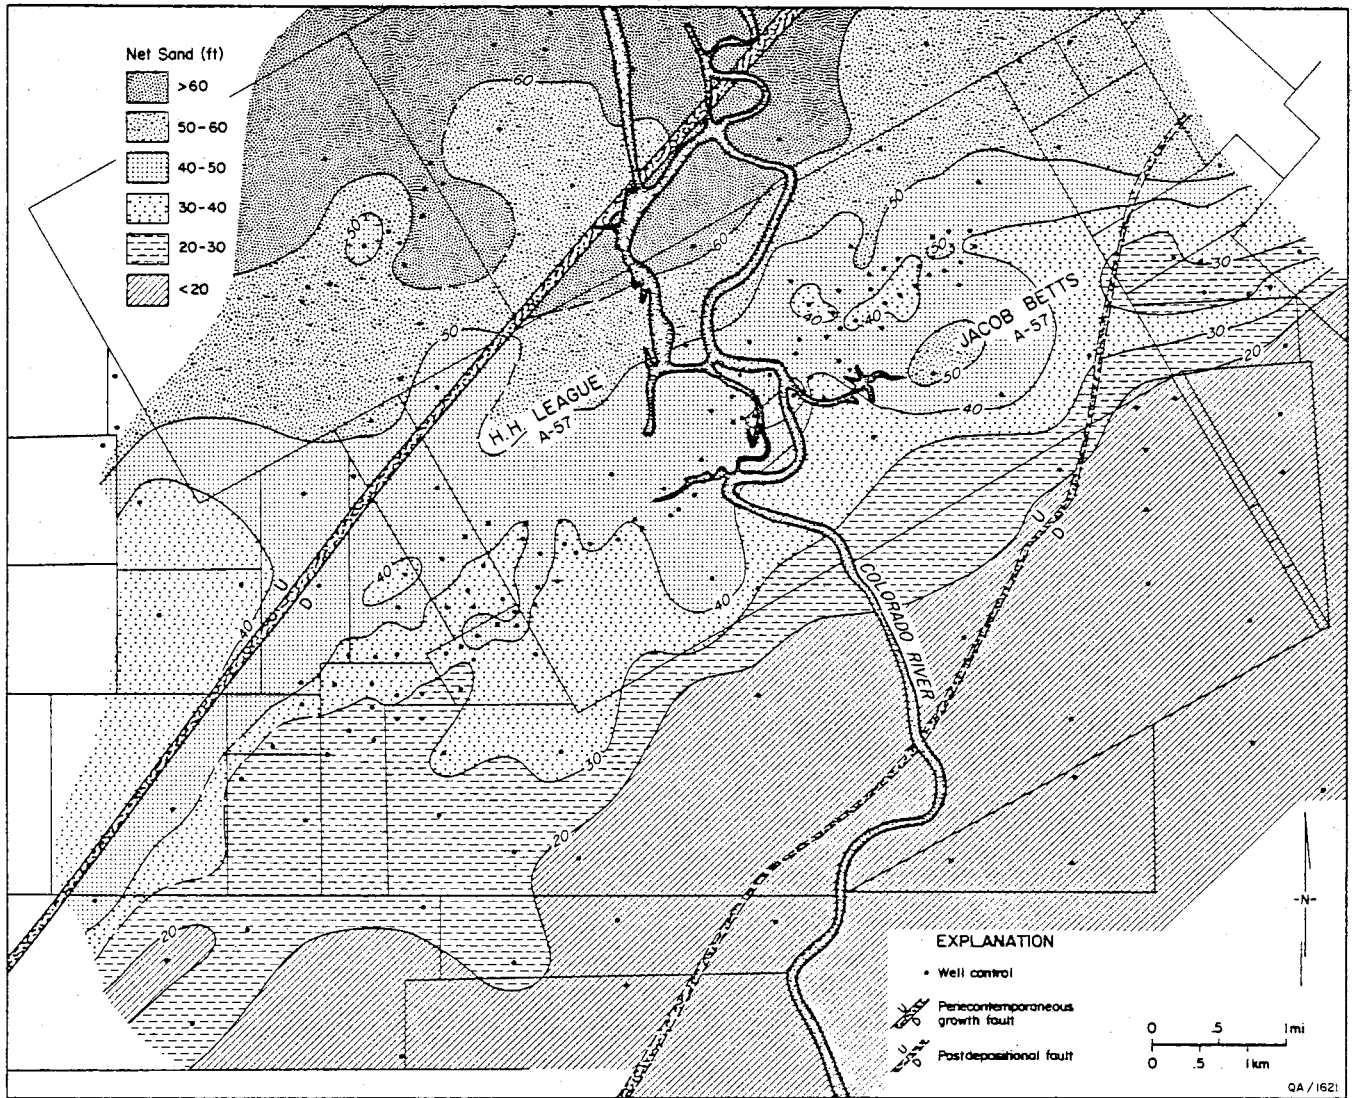 Net Sand (ft)
>60
50-60
40-50
30-40
20-30
<20
60
50
60
50
50
50
40
40
50
40
30
30
20
JACOB BETTS
A-57
H.H. LEAGUE
A-57
U
D
U
D
40
40
40
30
20
20
COLORADO RIVER
-N-
EXPLANATION
Well control
U
D
Penecontemporaneous
growth fault
U
D
Postdepositional fault
0 .5 1mi
0 .5 1km
QA/1621